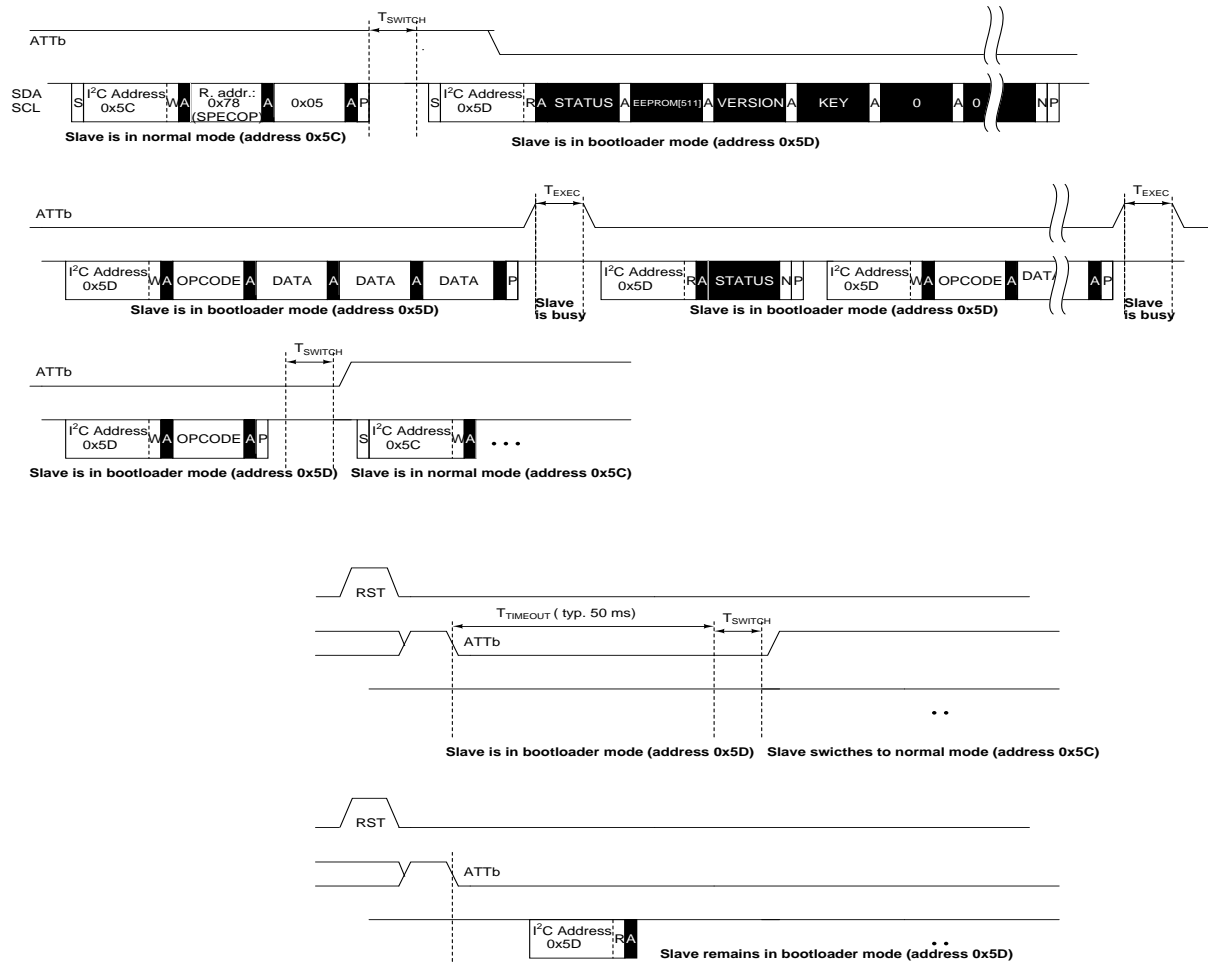 TSWITCH
ATTb
SDA
SCL
S I²C Address 0x5C W A R. addr.: 0x78 (SPECOP) A 0x05 A P S I²C Address 0x5D R A STATUS A EEPROM[511] A VERSION A KEY A 0 A 0 N P
Slave is in normal mode (address 0x5C)
Slave is in bootloader mode (address 0x5D)
TEXEC
TEXEC
ATTb
I²C Address 0x5D W A OPCODE A DATA A DATA A DATA P
I²C Address 0x5D R A STATUS N P
I²C Address 0x5D W A OPCODE A DATA A P
Slave is in bootloader mode (address 0x5D)
Slave is busy
Slave is in bootloader mode (address 0x5D)
Slave is busy
TSWITCH
ATTb
I²C Address 0x5D W A OPCODE A P S I²C Address 0x5C W A ...
Slave is in bootloader mode (address 0x5D)
Slave is in normal mode (address 0x5C)
RST
TTIMEOUT ( typ. 50 ms)
TSWITCH
ATTb
..
Slave is in bootloader mode (address 0x5D)
Slave swicthes to normal mode (address 0x5C)
RST
ATTb
I²C Address 0x5D R A
..
Slave remains in bootloader mode (address 0x5D)